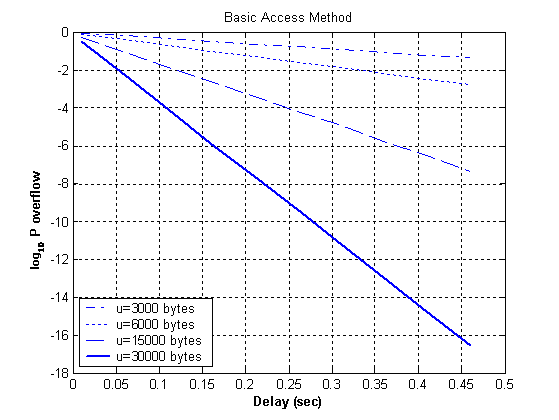 Basic Access Method
0
-2
-4
-6
-8
-10
-12
-14
-16
-18
log10 P overflow
u=3000 bytes
u=6000 bytes
u=15000 bytes
u=30000 bytes
0 0.05 0.1 0.15 0.2 0.25 0.3 0.35 0.4 0.45 0.5
Delay (sec)